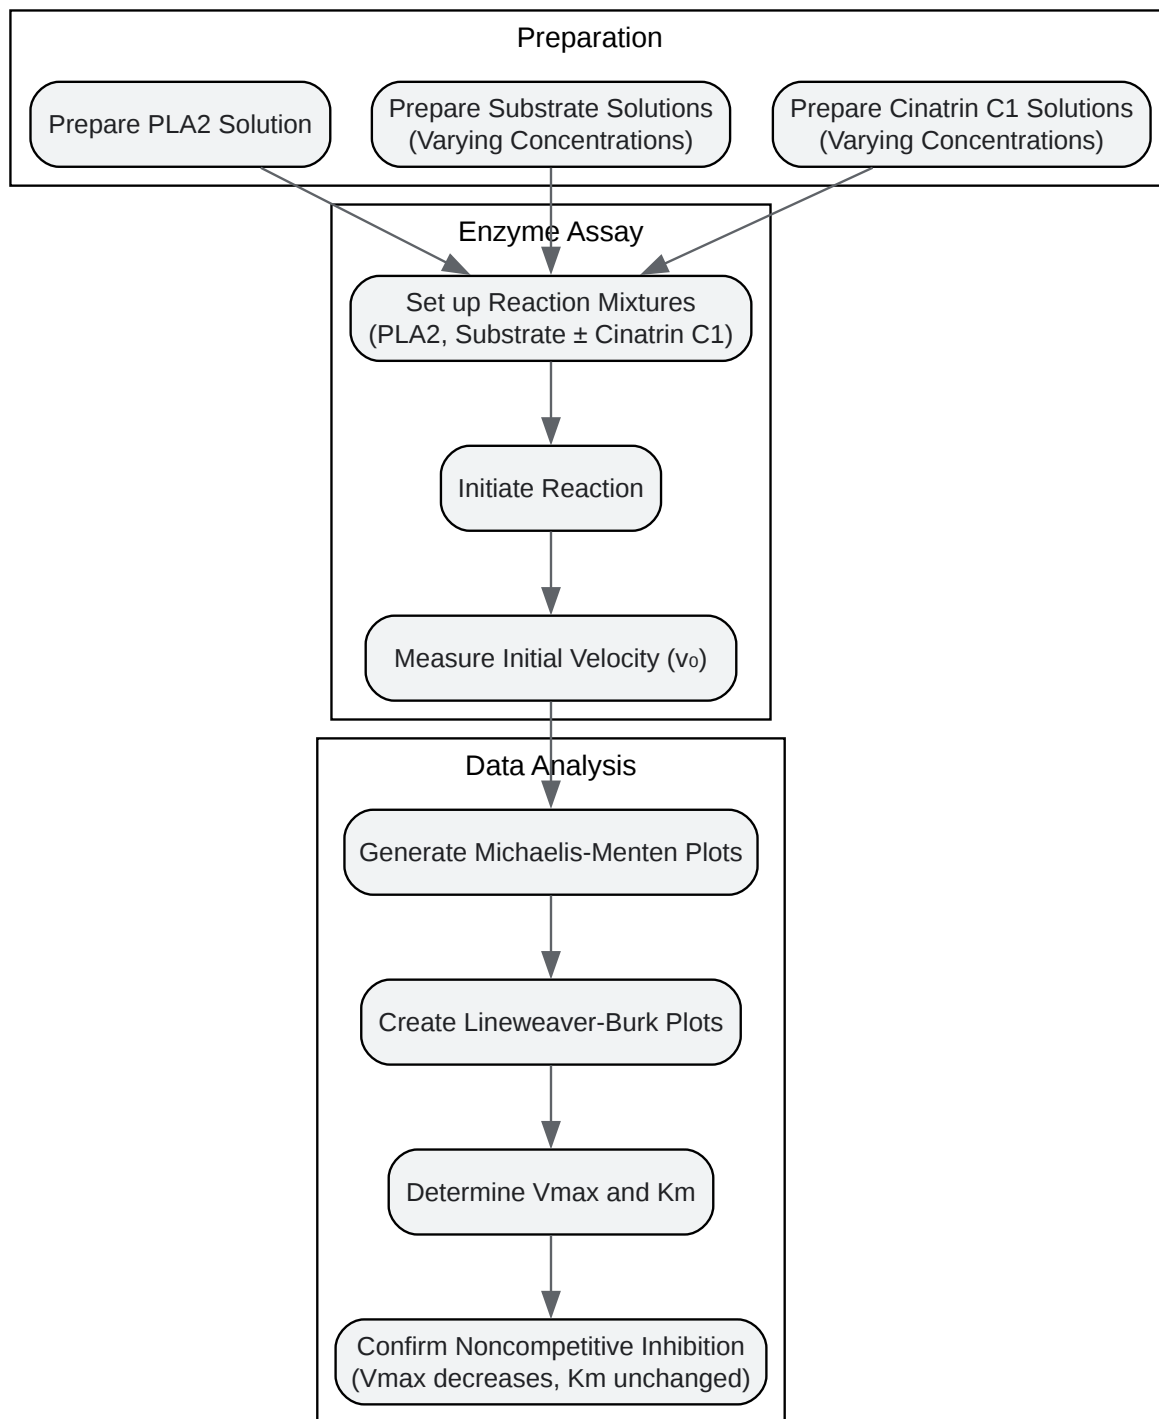 Preparation
Prepare PLA2 Solution
Prepare Substrate Solutions
(Varying Concentrations)
Prepare Cinatrin C1 Solutions
(Varying Concentrations)
Enzyme Assay
Set up Reaction Mixtures
(PLA2, Substrate ± Cinatrin C1)
Initiate Reaction
Measure Initial Velocity (v₀)
Data Analysis
Generate Michaelis-Menten Plots
Create Lineweaver-Burk Plots
Determine Vmax and Km
Confirm Noncompetitive Inhibition
(Vmax decreases, Km unchanged)